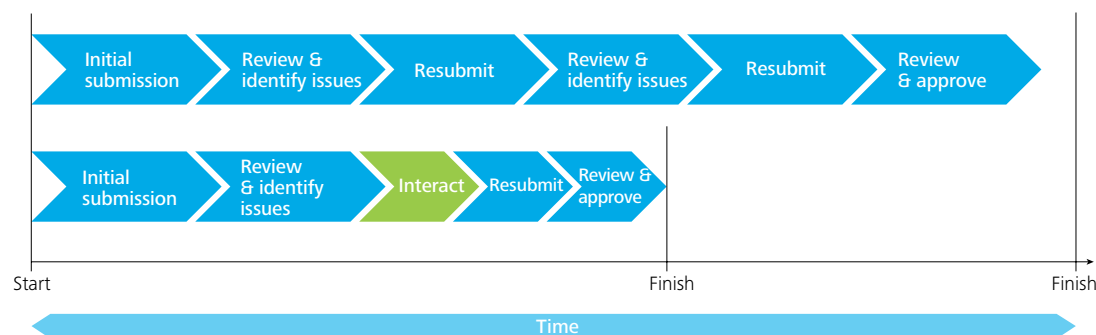 Initial
submission
Review &
identify issues
Resubmit
Review &
identify issues
Resubmit
Review
& approve
Initial
submission
Review
& identify
issues
Interact
Resubmit
Review &
approve
Start
Finish
Finish
Time